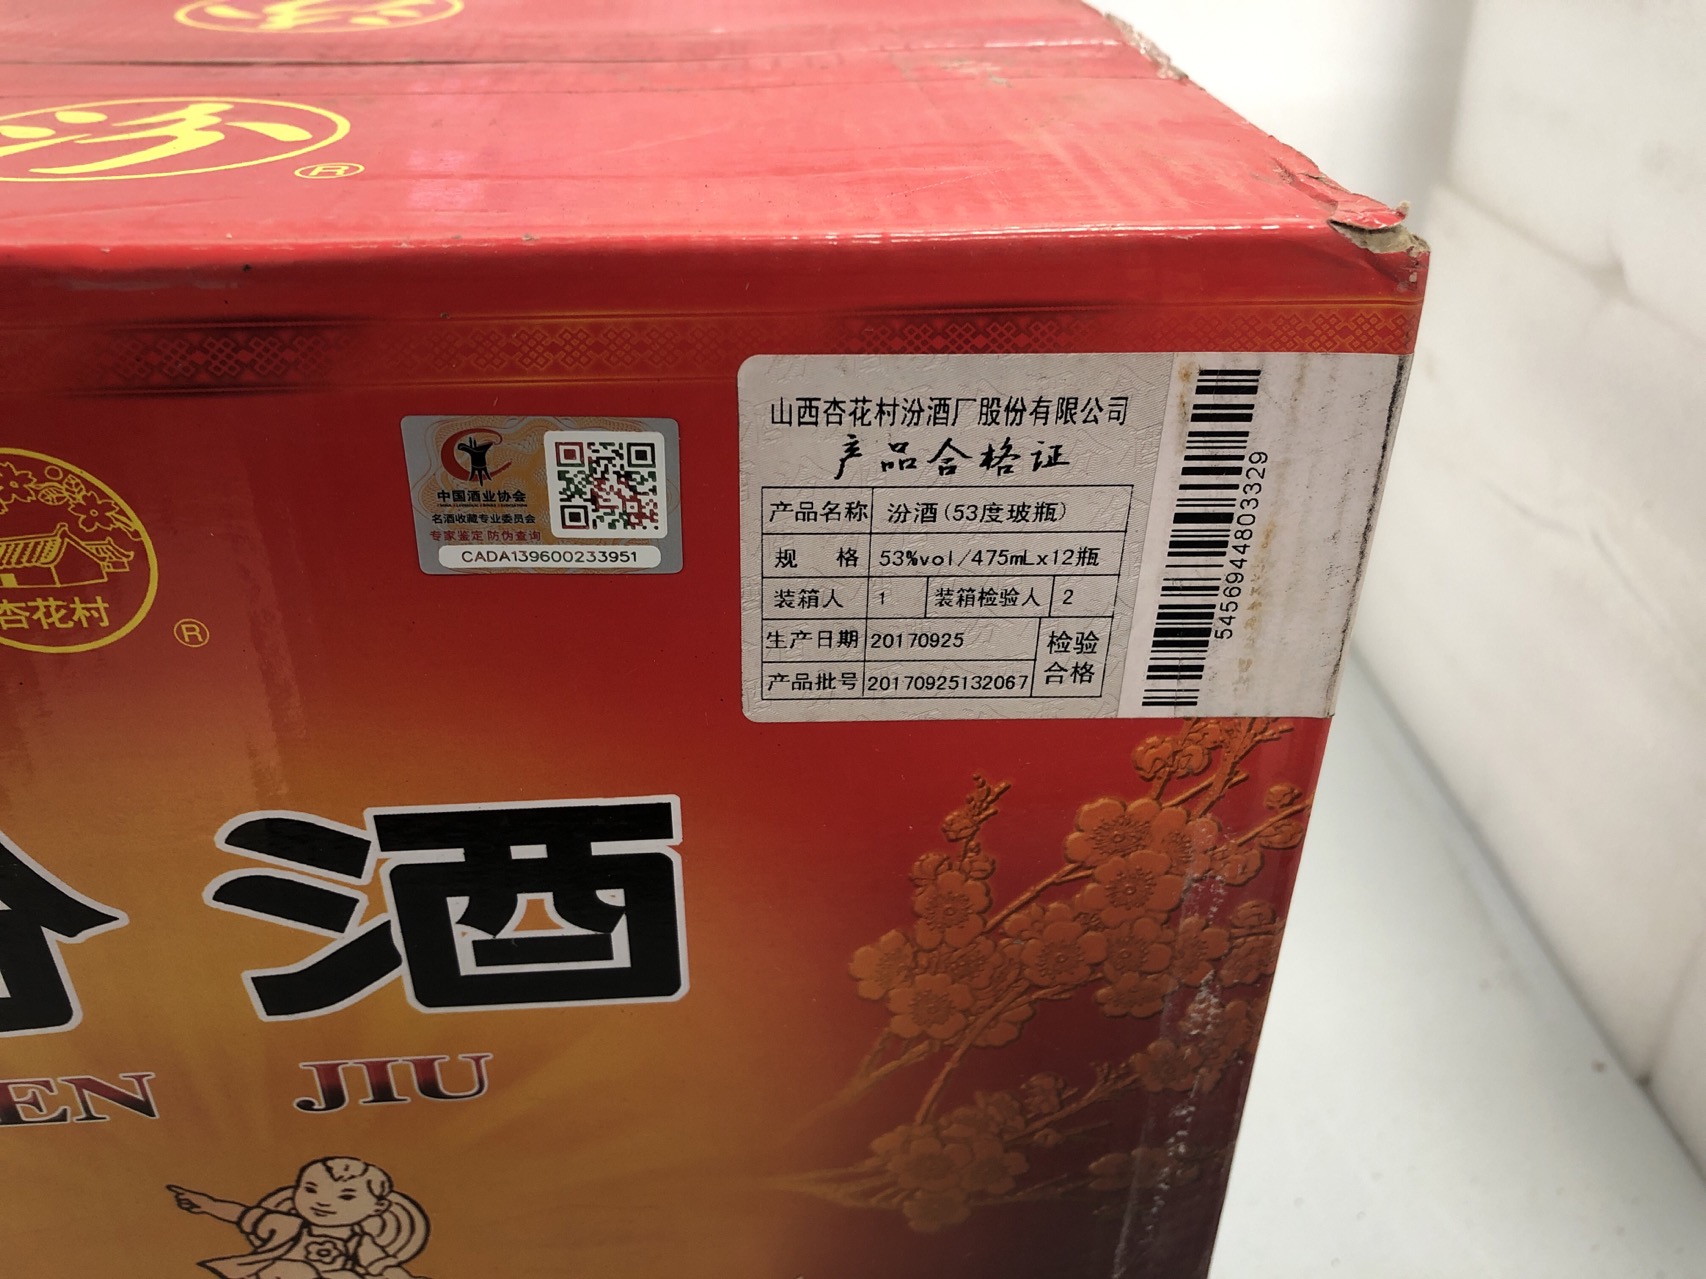 汾
®
山西杏花村汾酒厂股份有限公司
产品合格证
产品名称 汾酒(53度玻瓶)
规 格 53%vol/475mLx12瓶
装箱人 1 装箱检验人 2
生产日期 20170925 检验
产品批号 20170925132067 合格
5456944803329
中国酒业协会
名酒收藏专业委员会
专家鉴定 防伪查询
CADA139600233951
杏花村
®
酒
EN JIU